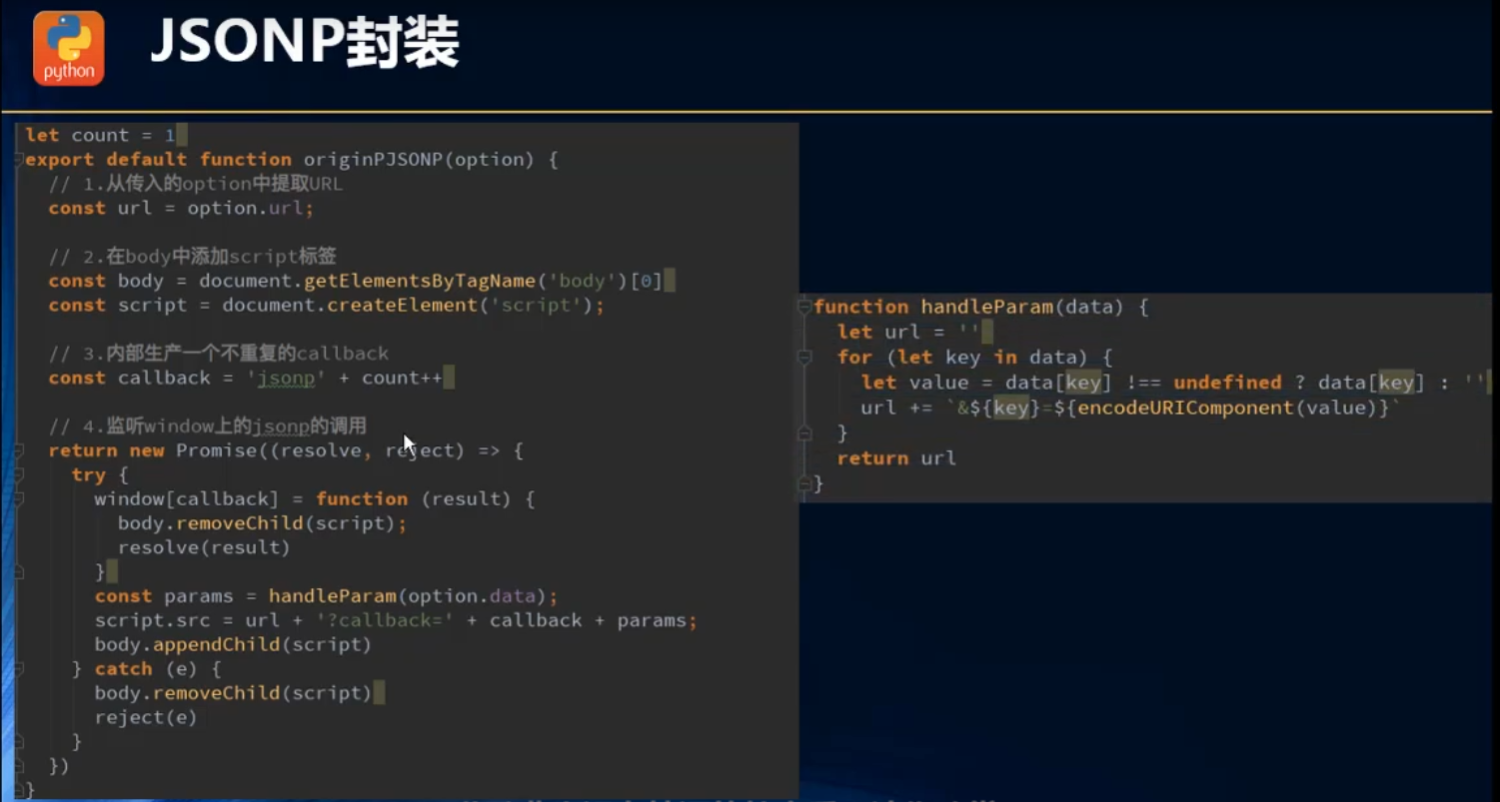 python
JSONP封装
let count = 1
export default function originPJSONP(option) {
  // 1.从传入的option中提取URL
  const url = option.url;

  // 2.在body中添加script标签
  const body = document.getElementsByTagName('body')[0]
  const script = document.createElement('script');

  // 3.内部生产一个不重复的callback
  const callback = 'jsonp' + count++

  // 4.监听window上的jsonp的调用
  return new Promise((resolve, reject) => {
    try {
      window[callback] = function (result) {
        body.removeChild(script);
        resolve(result)
      }
      const params = handleParam(option.data);
      script.src = url + '?callback=' + callback + params;
      body.appendChild(script)
    } catch (e) {
      body.removeChild(script)
      reject(e)
    }
  })
}
function handleParam(data) {
  let url = ''
  for (let key in data) {
    let value = data[key] !== undefined ? data[key] : ''
    url += `&${key}=${encodeURIComponent(value)}`
  }
  return url
}